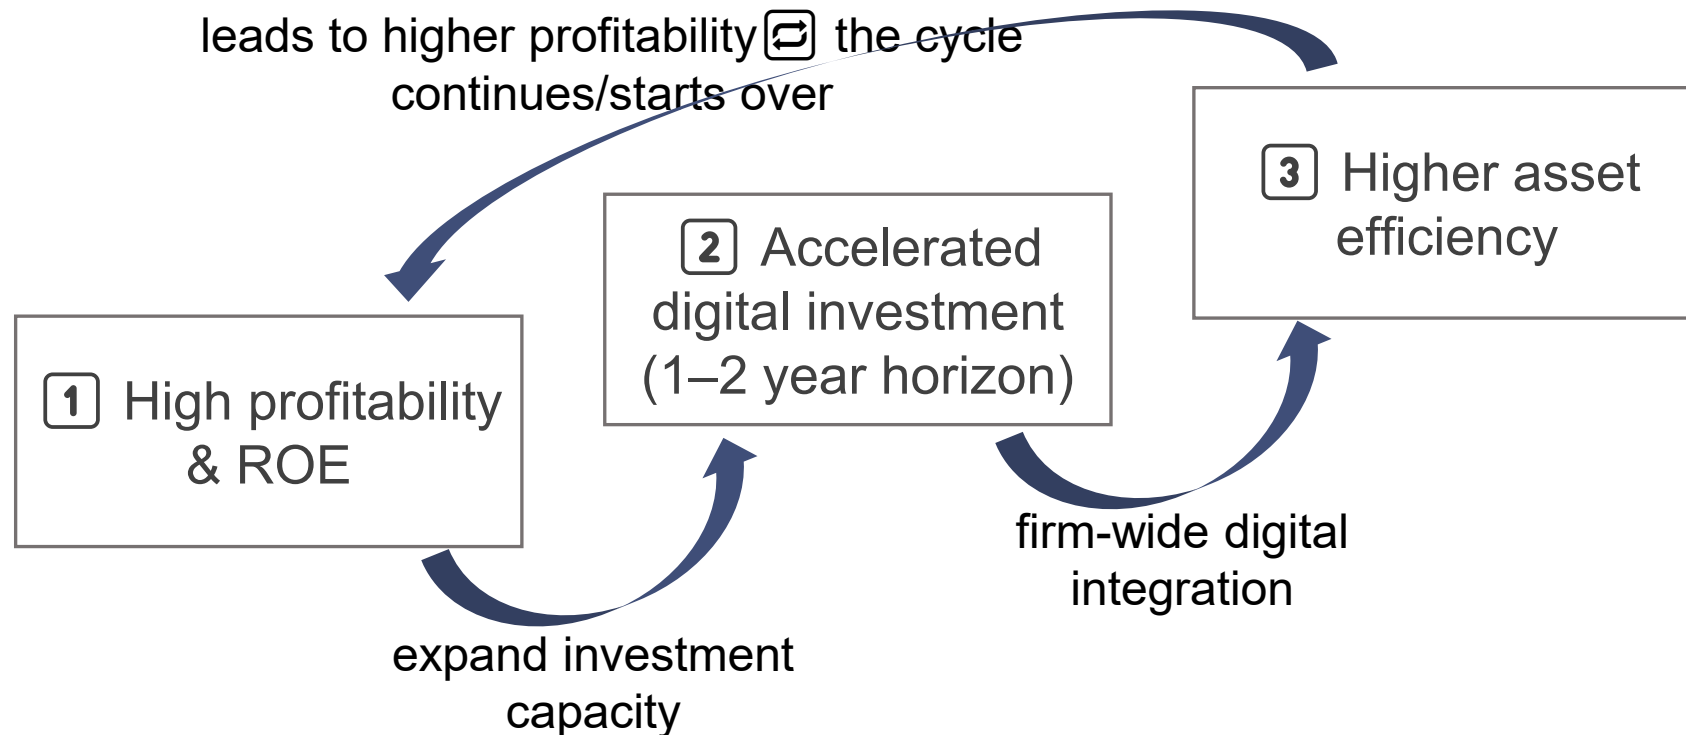 leads to higher profitability 🔁 the cycle
continues/starts over
3️⃣ Higher asset
efficiency
2️⃣ Accelerated
digital investment
(1–2 year horizon)
1️⃣ High profitability
& ROE
firm-wide digital
integration
expand investment
capacity